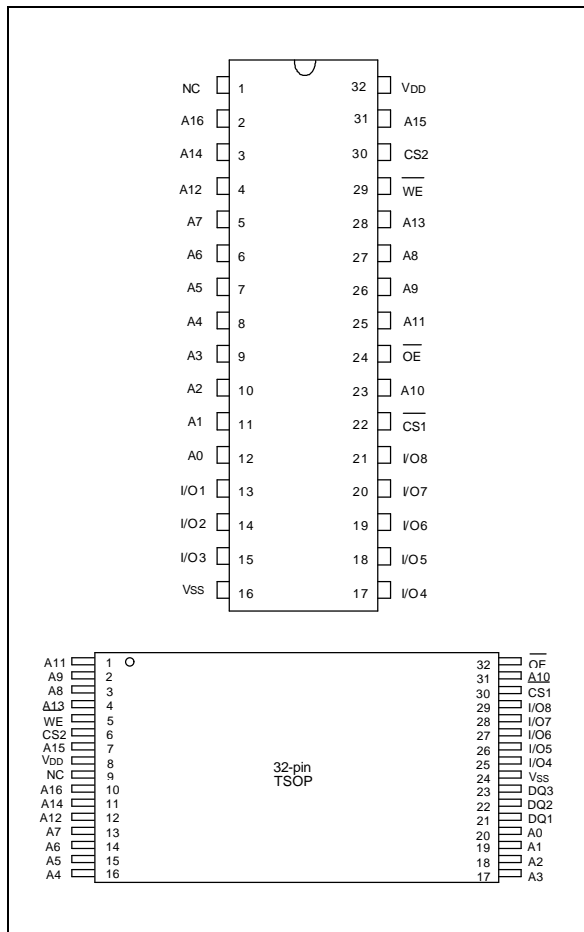 NC 1 32 VDD
A16 2 31 A15
A14 3 30 CS2
A12 4 29 W̅E̅
A7 5 28 A13
A6 6 27 A8
A5 7 26 A9
A4 8 25 A11
A3 9 24 O̅E̅
A2 10 23 A10
A1 11 22 C̅S̅1̅
A0 12 21 I/O8
I/O1 13 20 I/O7
I/O2 14 19 I/O6
I/O3 15 18 I/O5
VSS 16 17 I/O4
A11 1 32 O̅E̅
A9 2 31 A10
A8 3 30 C̅S̅1̅
A13 4 29 I/O8
W̅E̅ 5 28 I/O7
CS2 6 27 I/O6
A15 7 26 I/O5
VDD 8 25 I/O4
NC 9 24 VSS
32-pin
TSOP
A16 10 23 DQ3
A14 11 22 DQ2
A12 12 21 DQ1
A7 13 20 A0
A6 14 19 A1
A5 15 18 A2
A4 16 17 A3